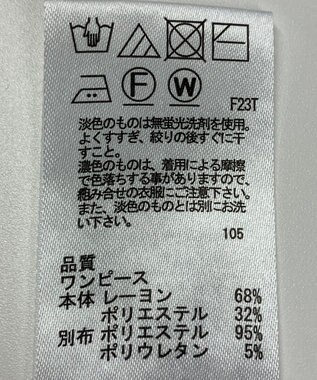 F W
F23T
淡色のものは無蛍光洗剤を使用。
よくすすぎ、絞りの後すぐに干
すこと。
濃色のものは、着用による摩擦
で色落ちする事がありますので、
組み合せの衣服にご注意下さい。
また、淡色のものとは別にお洗
い下さい。
105
品質
ワンピース
本体 レーヨン 68%
ポリエステル 32%
別布 ポリエステル 95%
ポリウレタン 5%